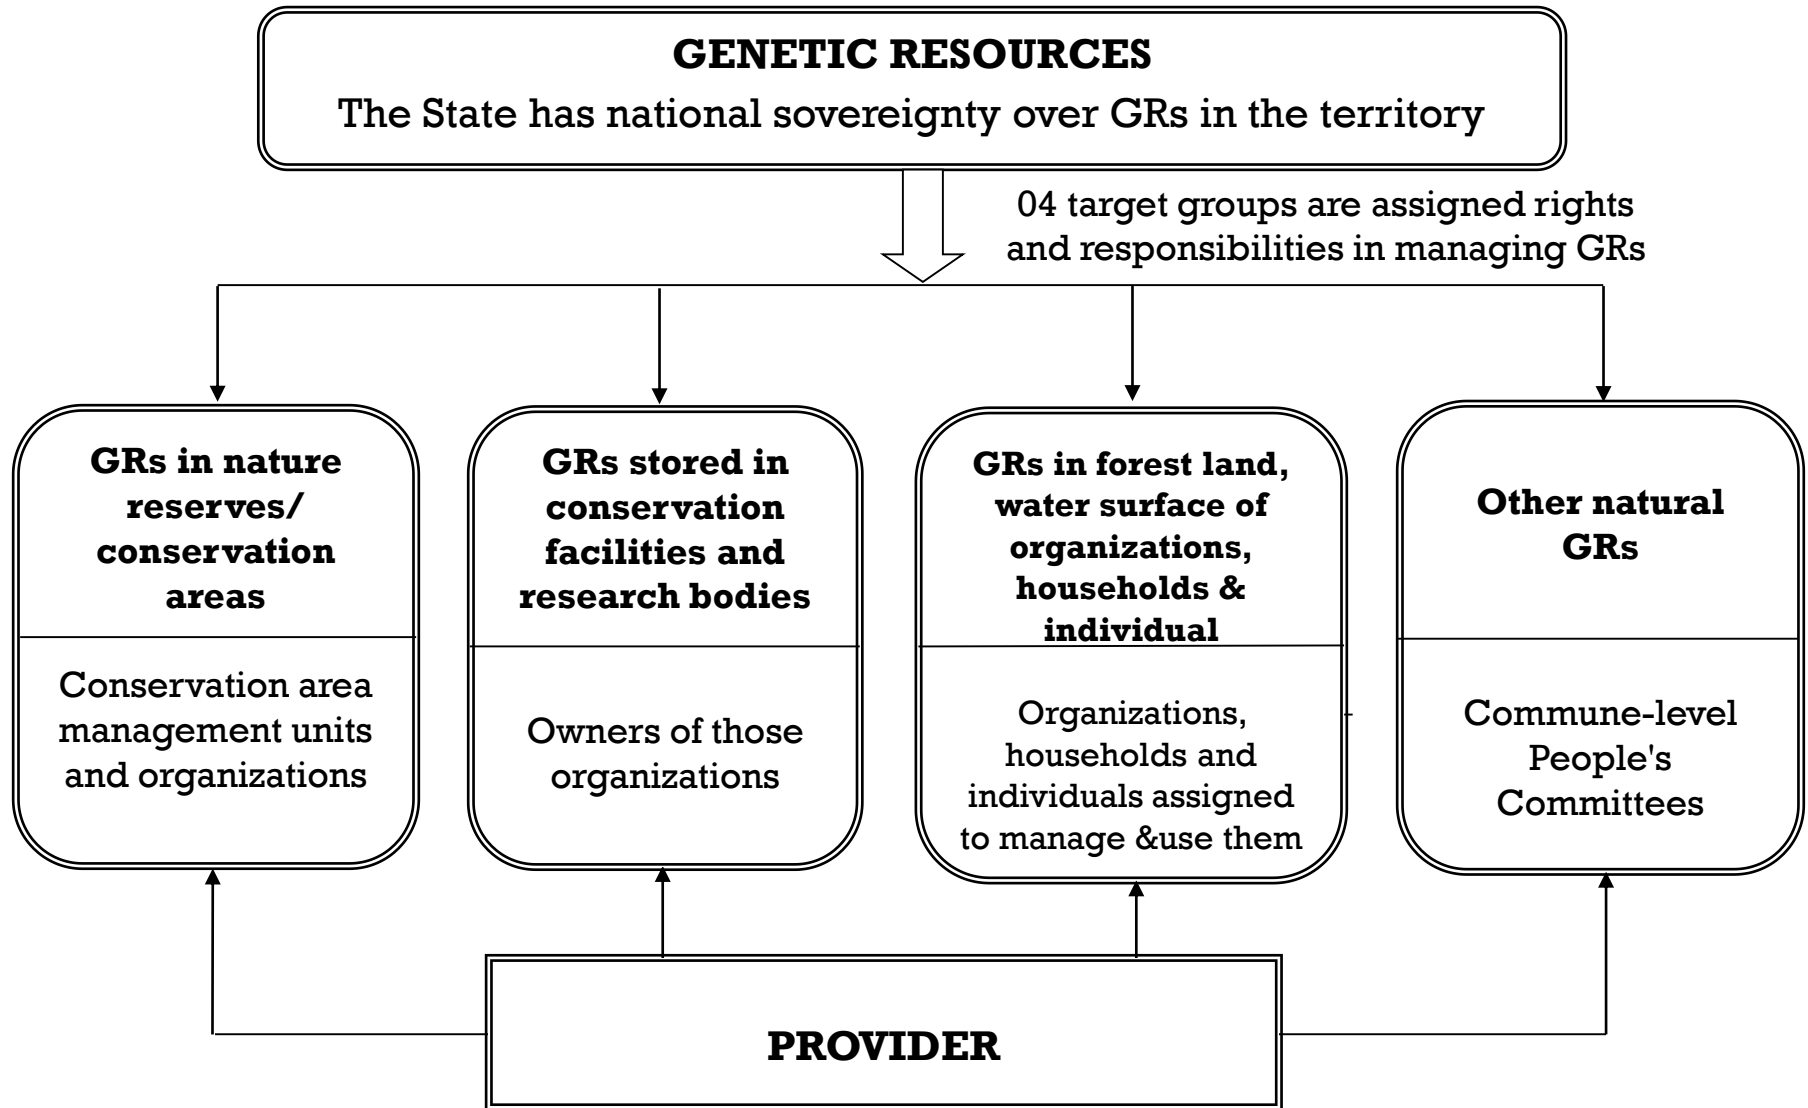 GENETIC RESOURCES
The State has national sovereignty over GRs in the territory
04 target groups are assigned rights
and responsibilities in managing GRs
GRs in nature
reserves/
conservation
areas
Conservation area
management units
and organizations
GRs stored in
conservation
facilities and
research bodies
Owners of those
organizations
GRs in forest land,
water surface of
organizations,
households &
individual
Organizations,
households and
individuals assigned
to manage &use them
Other natural
GRs
Commune-level
People's
Committees
PROVIDER